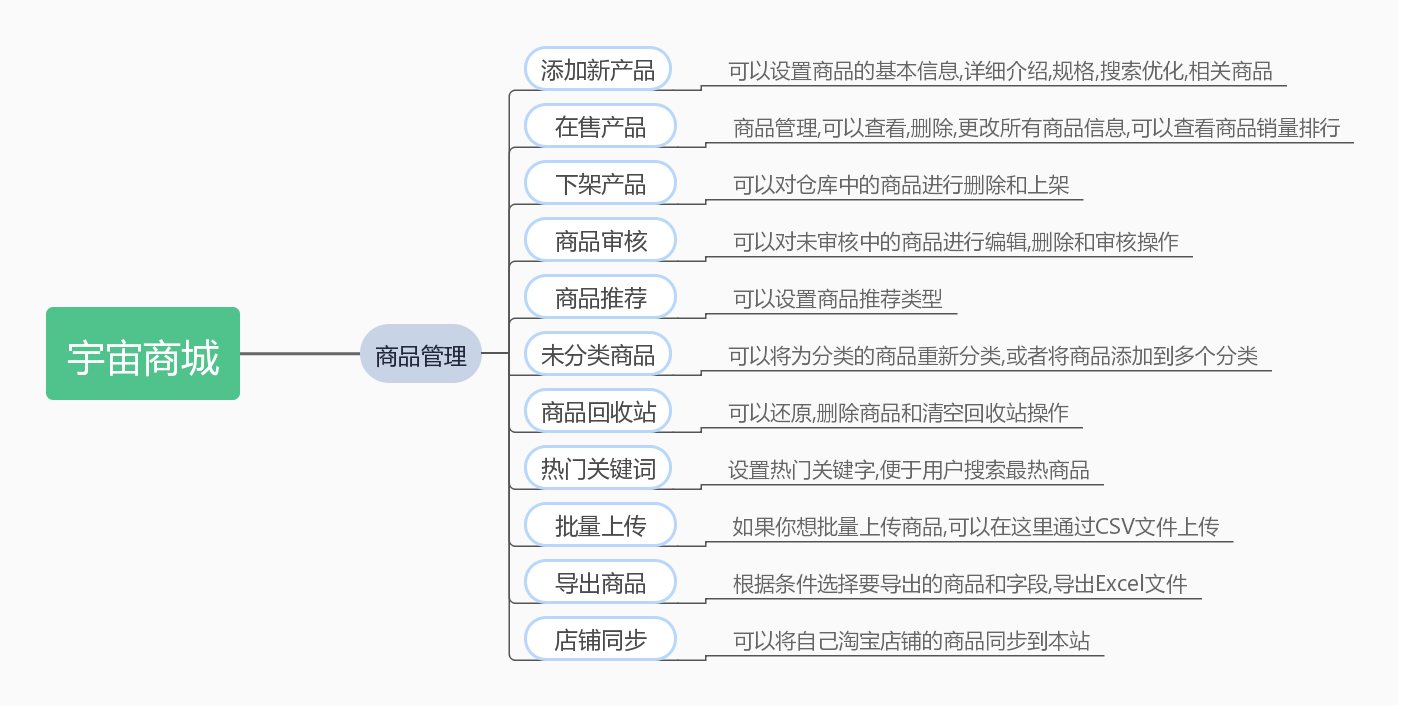 宇宙商城
商品管理
添加新产品
可以设置商品的基本信息,详细介绍,规格,搜索优化,相关商品
在售产品
商品管理,可以查看,删除,更改所有商品信息,可以查看商品销量排行
下架产品
可以对仓库中的商品进行删除和上架
商品审核
可以对未审核中的商品进行编辑,删除和审核操作
商品推荐
可以设置商品推荐类型
未分类商品
可以将为分类的商品重新分类,或者将商品添加到多个分类
商品回收站
可以还原,删除商品和清空回收站操作
热门关键词
设置热门关键字,便于用户搜索最热商品
批量上传
如果你想批量上传商品,可以在这里通过CSV文件上传
导出商品
根据条件选择要导出的商品和字段,导出Excel文件
店铺同步
可以将自己淘宝店铺的商品同步到本站